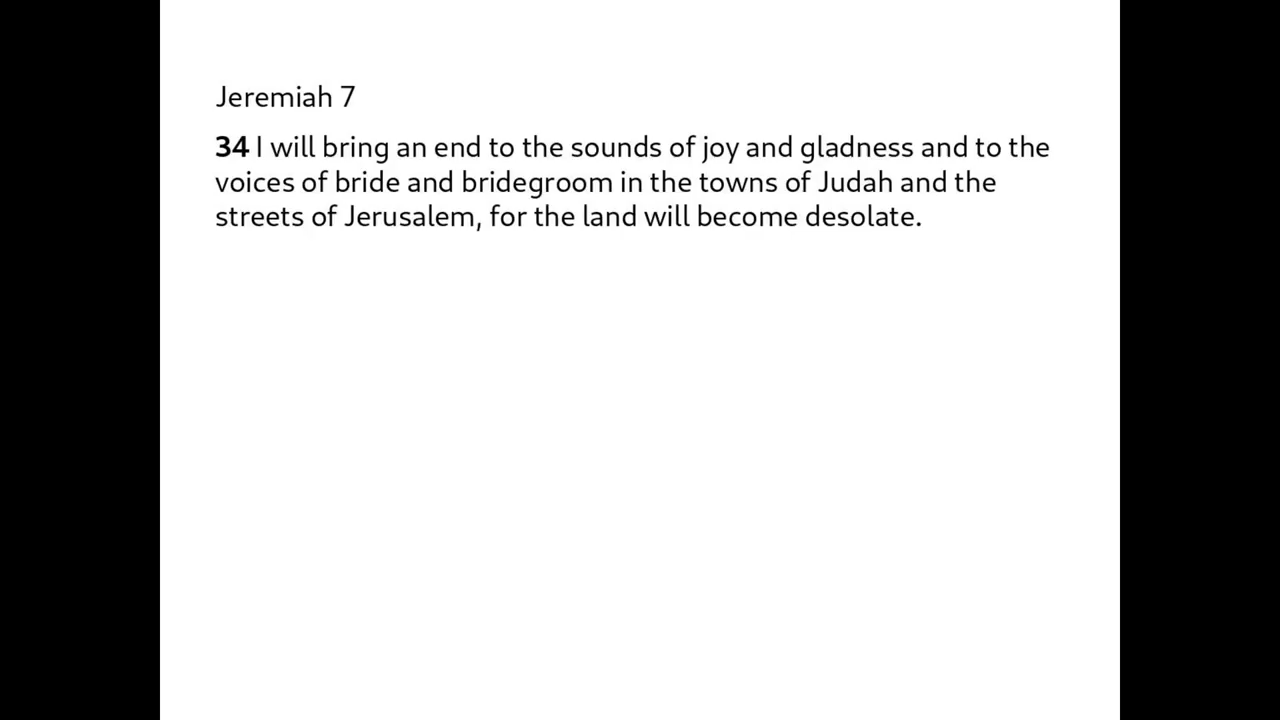 Jeremiah 7
34 I will bring an end to the sounds of joy and gladness and to the
voices of bride and bridegroom in the towns of Judah and the
streets of Jerusalem, for the land will become desolate.